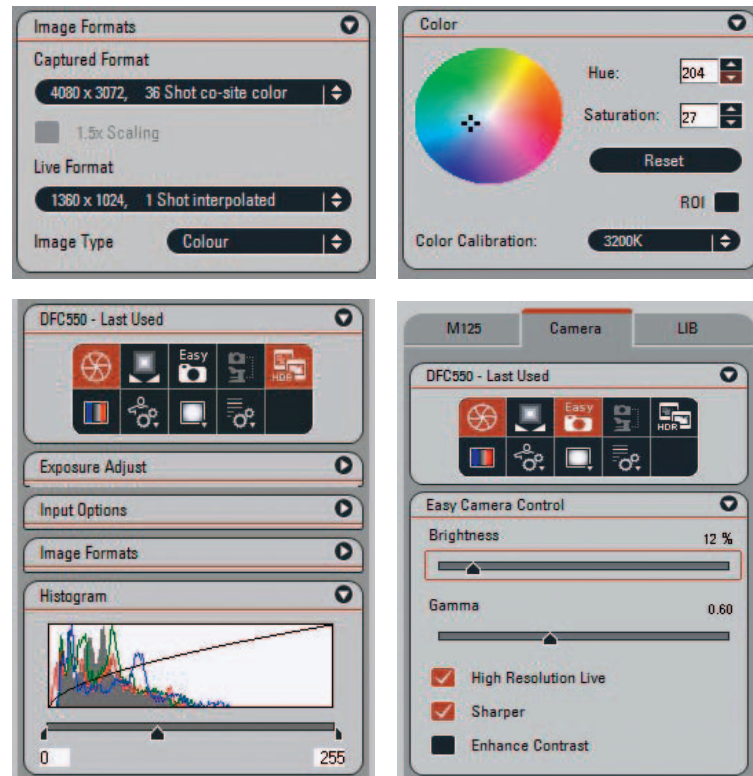 Image Formats
Captured Format
4080 x 3072, 36 Shot co-site color
1.5x Scaling
Live Format
1360 x 1024, 1 Shot interpolated
Image Type Colour
Color
Hue: 204
Saturation: 27
Reset
ROI
Color Calibration: 3200K
DFC550 - Last Used
Easy
HDR
Exposure Adjust
Input Options
Image Formats
Histogram
0 255
M125 Camera LIB
DFC550 - Last Used
Easy
HDR
Easy Camera Control
Brightness 12 %
Gamma 0.60
High Resolution Live
Sharper
Enhance Contrast